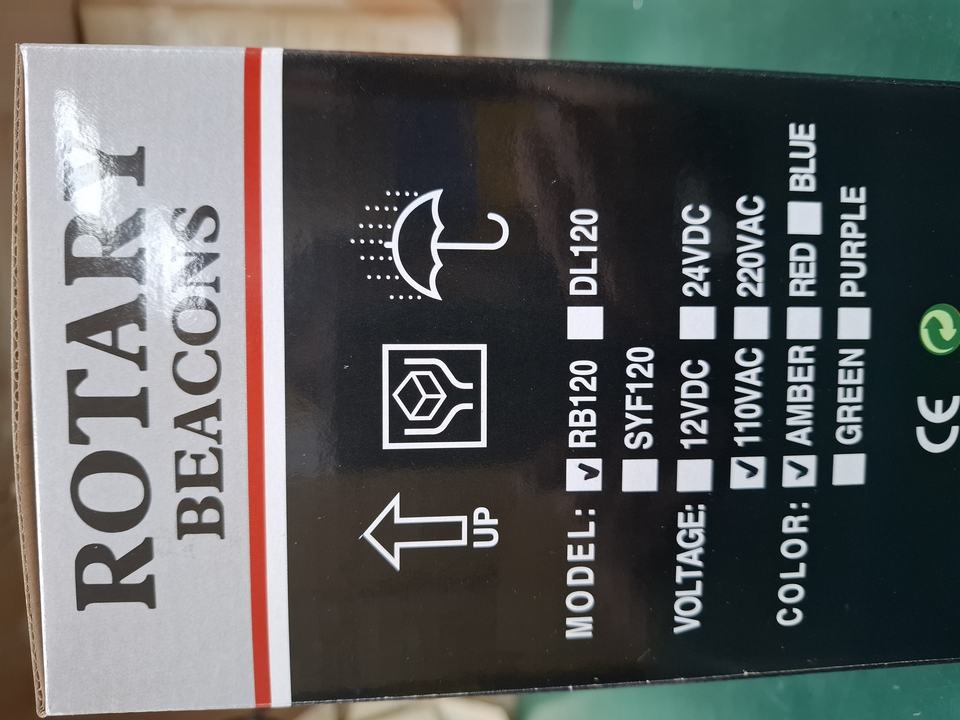 ROTARY
BEACONS
UP
MODEL: ✓ RB120 DL120
SYF120
VOLTAGE: 12VDC 24VDC
✓ 110VAC 220VAC
COLOR: ✓ AMBER RED BLUE
GREEN PURPLE
CE